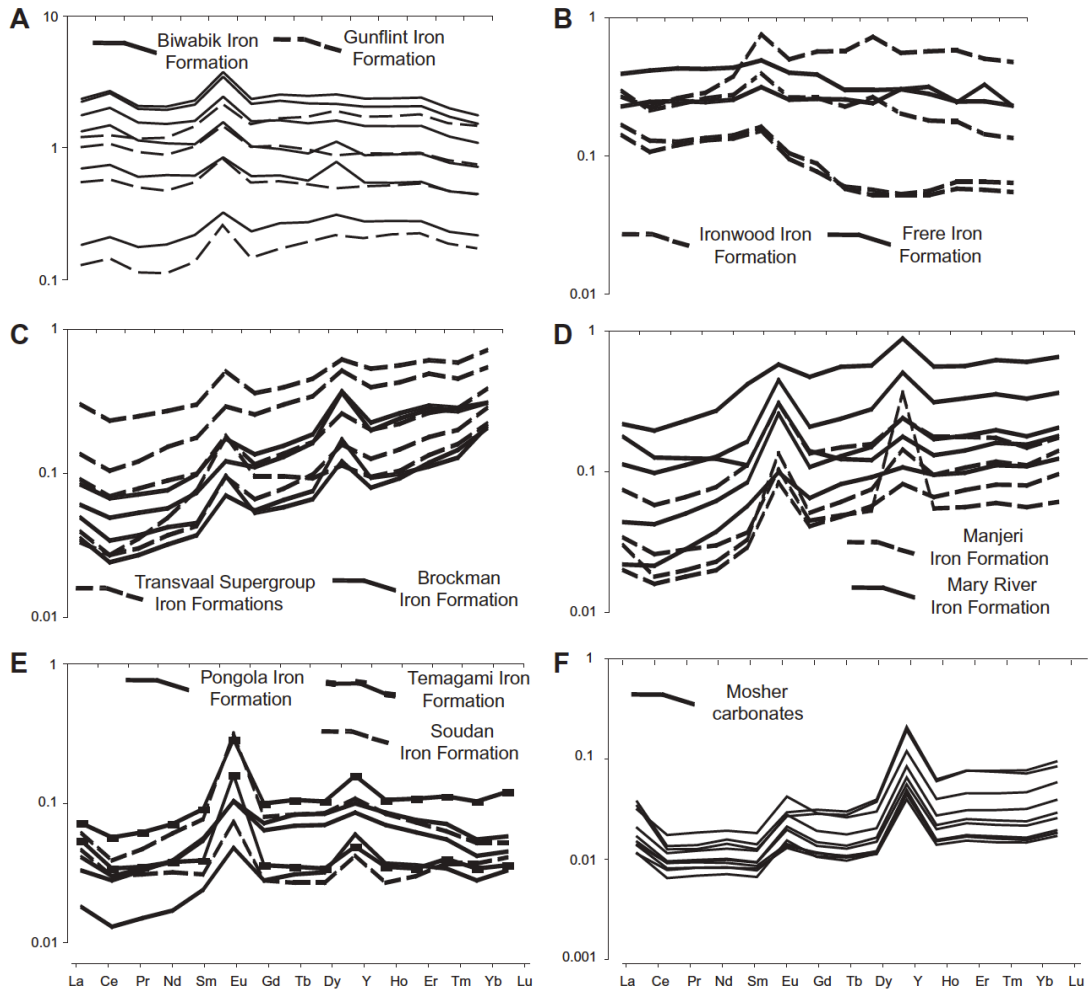 A
10
Biwabik Iron
Formation
Gunflint Iron
Formation
1
0.1
B
1
0.1
Ironwood Iron
Formation
Frere Iron
Formation
0.01
C
1
0.1
Transvaal Supergroup
Iron Formations
Brockman
Iron Formation
0.01
D
1
0.1
Manjeri
Iron Formation
Mary River
Iron Formation
0.01
E
1
Pongola Iron
Formation
Temagami Iron
Formation
Soudan
Iron Formation
0.1
0.01
La Ce Pr Nd Sm Eu Gd Tb Dy Y Ho Er Tm Yb Lu
F
1
Mosher
carbonates
0.1
0.01
0.001
La Ce Pr Nd Sm Eu Gd Tb Dy Y Ho Er Tm Yb Lu